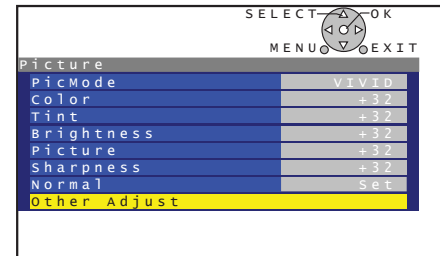 SELECT OK
MENU EXIT
Picture
PicMode VIVID
Color +32
Tint +32
Brightness +32
Picture +32
Sharpness +32
Normal Set
Other Adjust